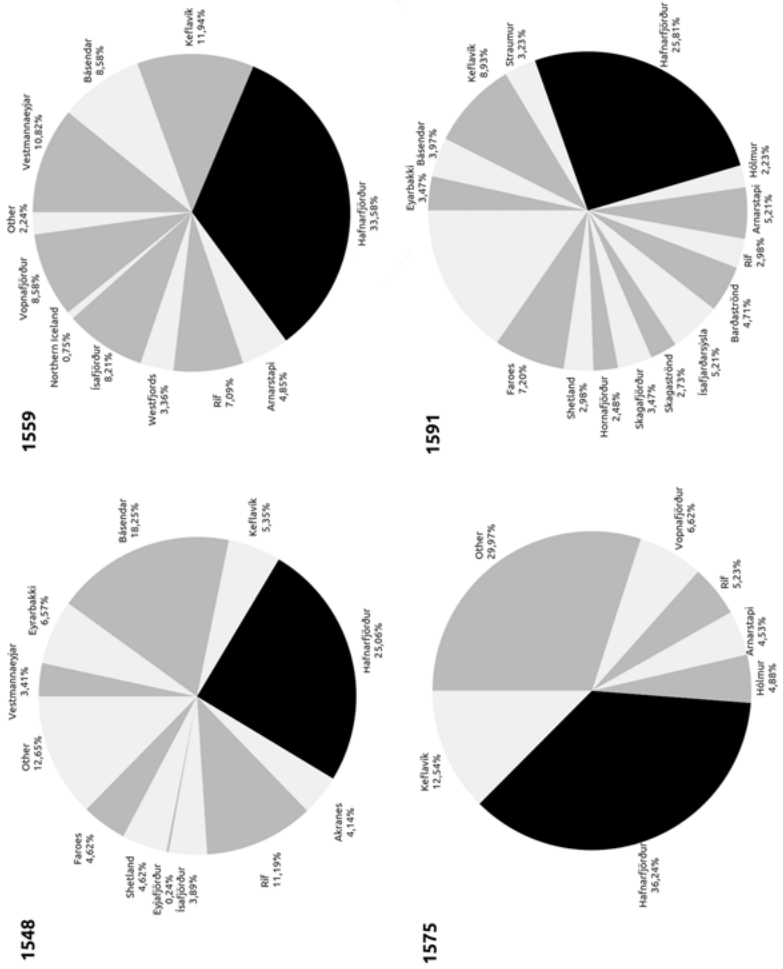 1548
Vestmannaeyjar
3,41%
Eyrarbakki
6,57%
Básendar
18,25%
Keflavík
5,35%
Hafnarfjörður
25,06%
Akranes
4,14%
Rif
11,19%
Ísafjörður
3,89%
Eyjafjörður
0,24%
Shetland
4,62%
Faroes
4,62%
Other
12,65%
1559
Vestmannaeyjar
10,82%
Básendar
8,58%
Keflavík
11,94%
Hafnarfjörður
33,58%
Arnarstapi
4,85%
Rif
7,09%
Westfjords
3,36%
Ísafjörður
8,21%
Northern Iceland
0,75%
Vopnafjörður
8,58%
Other
2,24%
1575
Keflavík
12,54%
Hafnarfjörður
36,24%
Hólmur
4,88%
Arnarstapi
4,53%
Rif
5,23%
Vopnafjörður
6,62%
Other
29,97%
1591
Eyarbakki
3,47%
Básendar
3,97%
Keflavík
8,93%
Straumur
3,23%
Hafnarfjörður
25,81%
Hólmur
2,23%
Arnarstapi
5,21%
Rif
2,98%
Barðaströnd
4,71%
Ísafjarðarsýsla
5,21%
Skagaströnd
2,73%
Skagafjörður
3,47%
Hornafjörður
2,48%
Shetland
2,98%
Faroes
7,20%